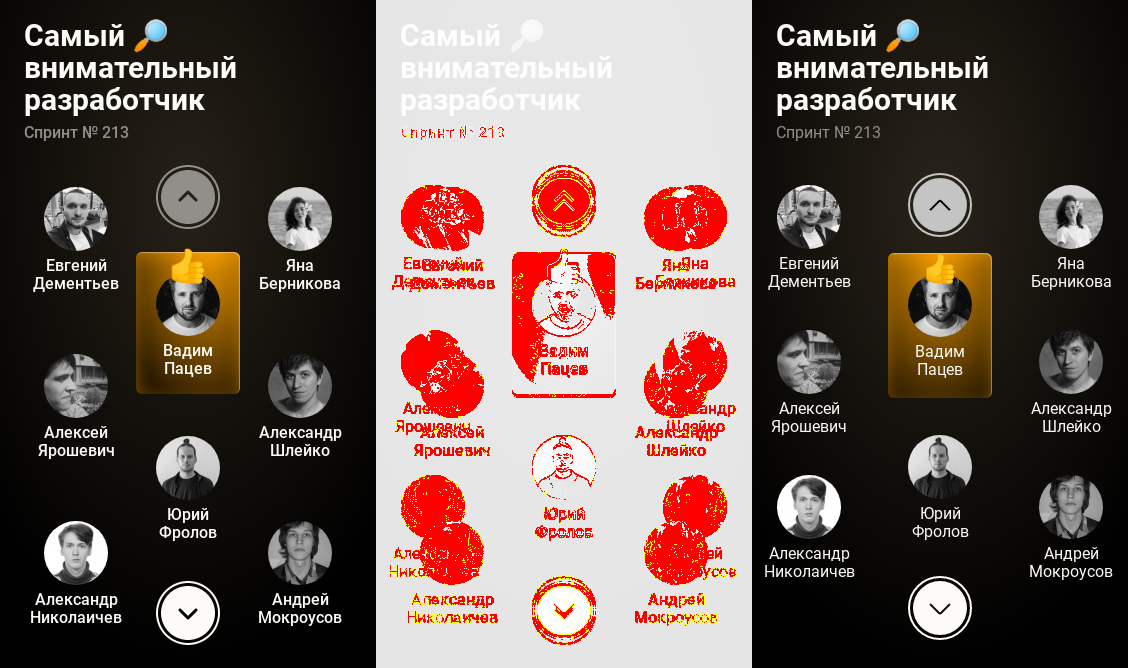 Самый 🔎
внимательный
разработчик
Спринт № 213
Евгений
Дементьев
Яна
Берникова
Вадим
Пацев
Алексей
Ярошевич
Александр
Шлейко
Юрий
Фролов
Александр
Николаичев
Андрей
Мокроусов
Самый 🔎
внимательный
разработчик
Спринт № 213
Евгений
Дементьев
Яна
Берникова
Вадим
Пацев
Алексей
Ярошевич
Александр
Шлейко
Юрий
Фролов
Александр
Николаичев
Андрей
Мокроусов
Самый 🔎
внимательный
разработчик
Спринт № 213
Евгений
Дементьев
Яна
Берникова
Вадим
Пацев
Алексей
Ярошевич
Александр
Шлейко
Юрий
Фролов
Александр
Николаичев
Андрей
Мокроусов